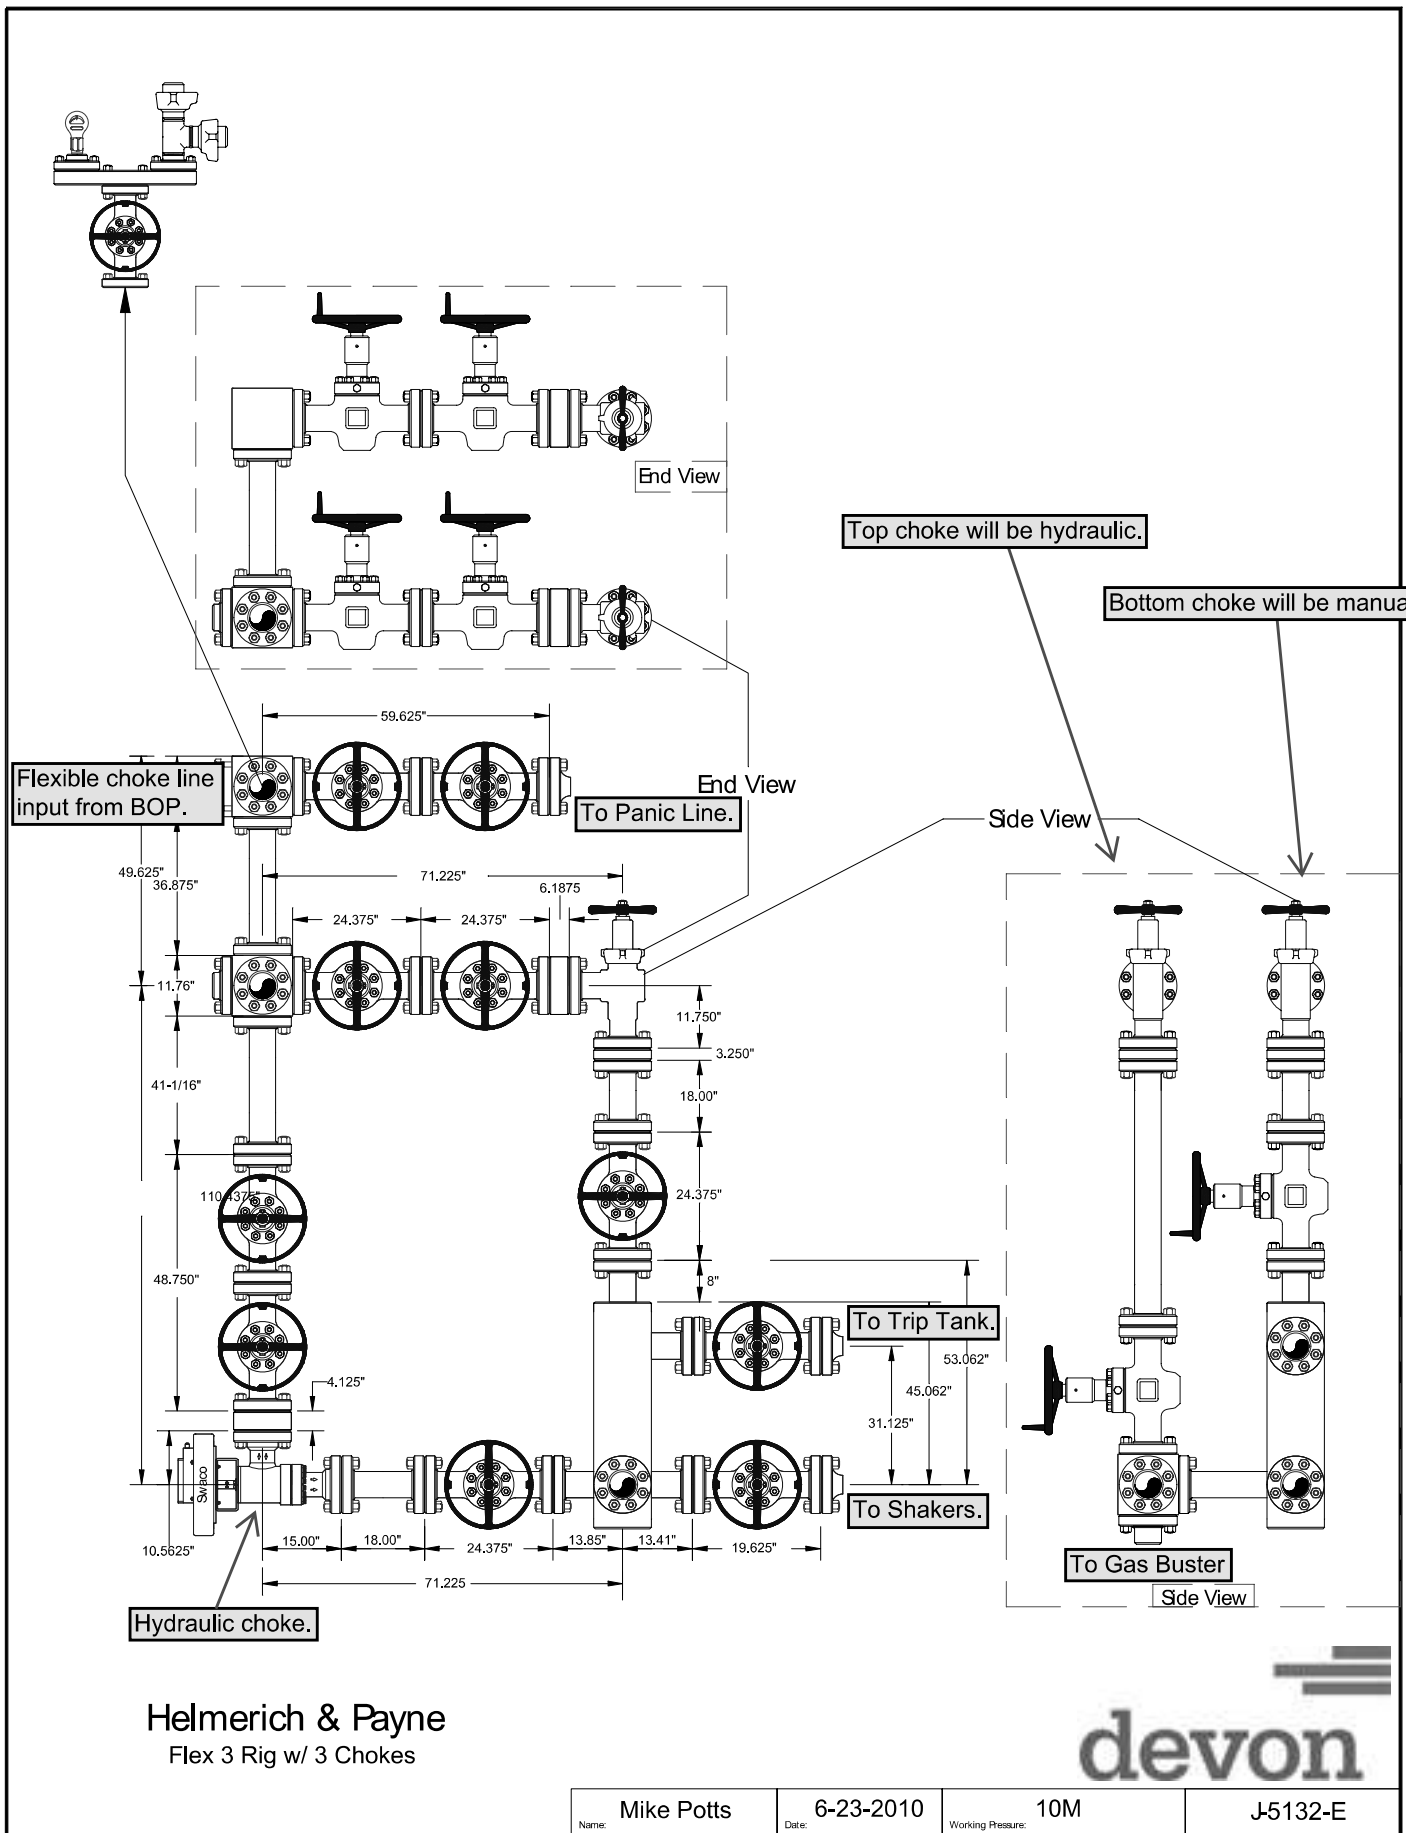 End View
Top choke will be hydraulic.
Bottom choke will be manua
59.625"
Flexible choke line
input from BOP.
End View
To Panic Line.
Side View
49.625"
36.875"
71.225"
6.1875
24.375"
24.375"
11.76"
11.750"
3.250"
41-1/16"
18.00"
110.4375"
24.375"
48.750"
8"
To Trip Tank.
53.062"
4.125"
45.062"
31.125"
Swaco
To Shakers.
10.5625"
15.00"
18.00"
24.375"
13.85"
13.41"
19.625"
71.225
To Gas Buster
Side View
Hydraulic choke.
Helmerich & Payne
Flex 3 Rig w/ 3 Chokes
devon
Name:
Mike Potts
Date:
6-23-2010
Working Pressure:
10M
J-5132-E